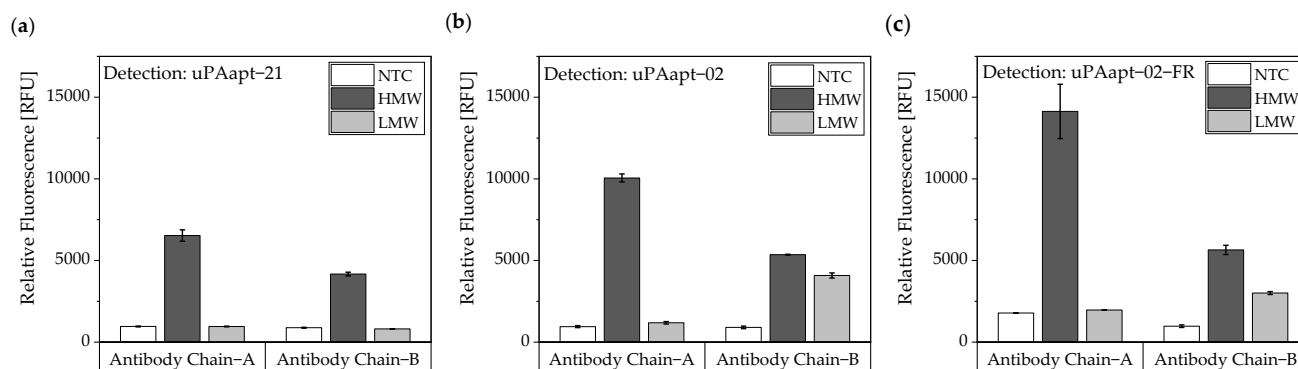 (a)
Relative Fluorescence [RFU]
15000
10000
5000
0
Detection: uPAapt−21
NTC
HMW
LMW
Antibody Chain−A
Antibody Chain−B
(b)
Relative Fluorescence [RFU]
15000
10000
5000
0
Detection: uPAapt−02
NTC
HMW
LMW
Antibody Chain−A
Antibody Chain−B
(c)
Relative Fluorescence [RFU]
15000
10000
5000
0
Detection: uPAapt−02−FR
NTC
HMW
LMW
Antibody Chain−A
Antibody Chain−B